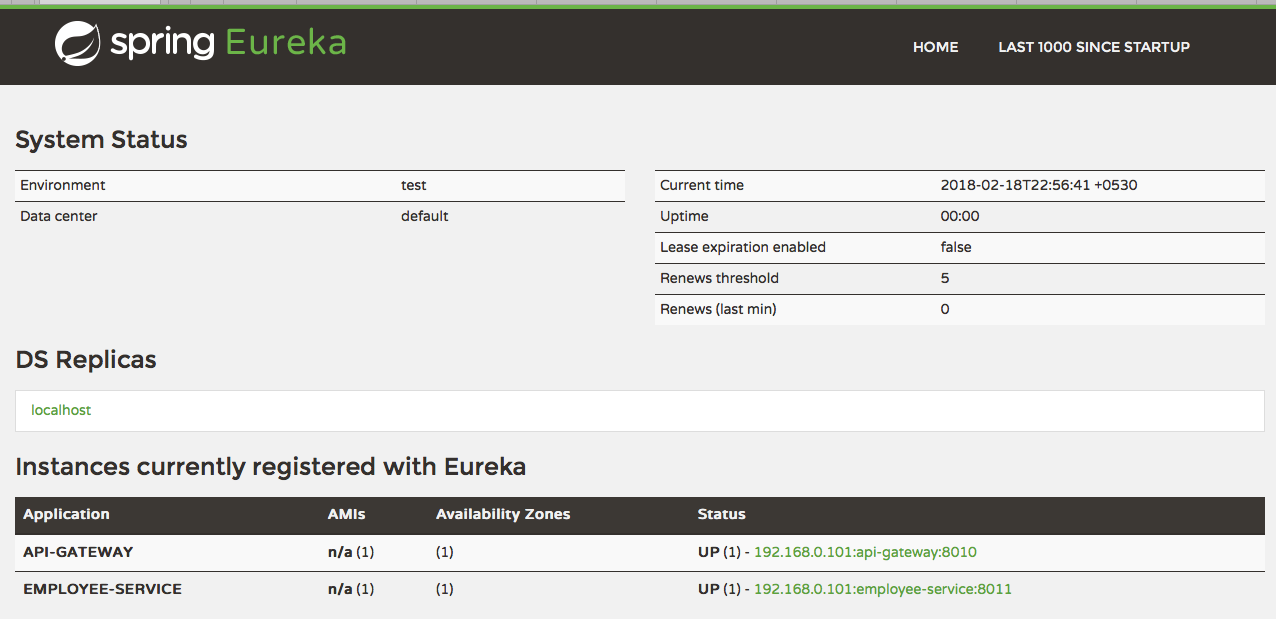 spring Eureka
HOME LAST 1000 SINCE STARTUP
System Status
Environment test
Data center default
Current time 2018-02-18T22:56:41 +0530
Uptime 00:00
Lease expiration enabled false
Renews threshold 5
Renews (last min) 0
DS Replicas
localhost
Instances currently registered with Eureka
Application AMIs Availability Zones Status
API-GATEWAY n/a (1) (1) UP (1) - 192.168.0.101:api-gateway:8010
EMPLOYEE-SERVICE n/a (1) (1) UP (1) - 192.168.0.101:employee-service:8011